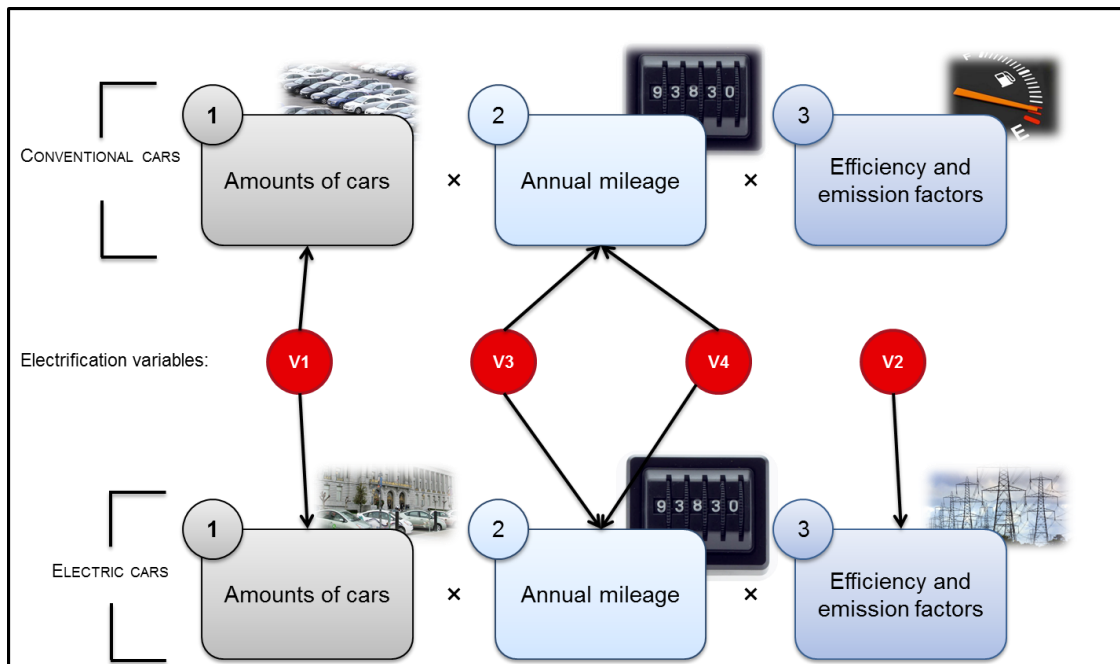 1
93830
3
2
F
E
CONVENTIONAL CARS
Amounts of cars
×
Annual mileage
×
Efficiency and
emission factors
Electrification variables:
V1
V3
V4
V2
1
2
93830
3
ELECTRIC CARS
Amounts of cars
×
Annual mileage
×
Efficiency and
emission factors